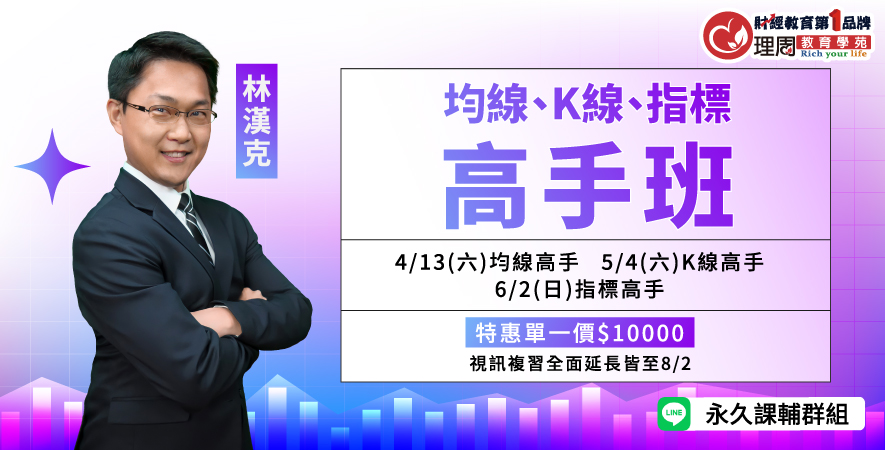 財經教育第1品牌
理周教育學苑
Rich your life
林漢克
均線、K線、指標
高手班
4/13(六)均線高手 5/4(六)K線高手
6/2(日)指標高手
特惠單一價$10000
視訊複習全面延長皆至8/2
LINE 永久課輔群組